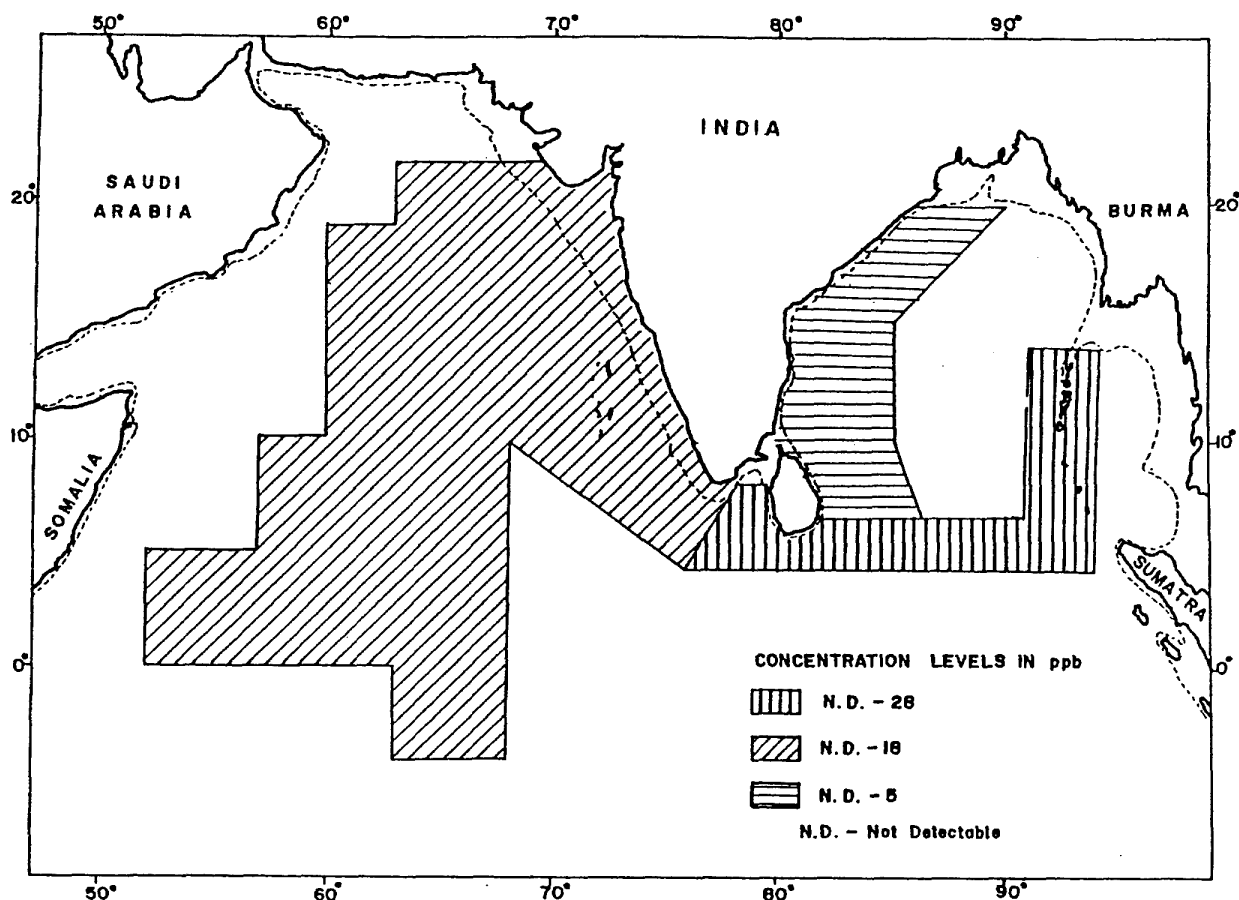 50° 60° 70° 80° 90°
INDIA
SAUDI
ARABIA
BURMA
20° 20°
10° 10°
SOMALIA
SUMATRA
0° 0°
CONCENTRATION LEVELS IN ppb
N.D. - 28
N.D. - 18
N.D. - 5
N.D. - Not Detectable
50° 60° 70° 80° 90°